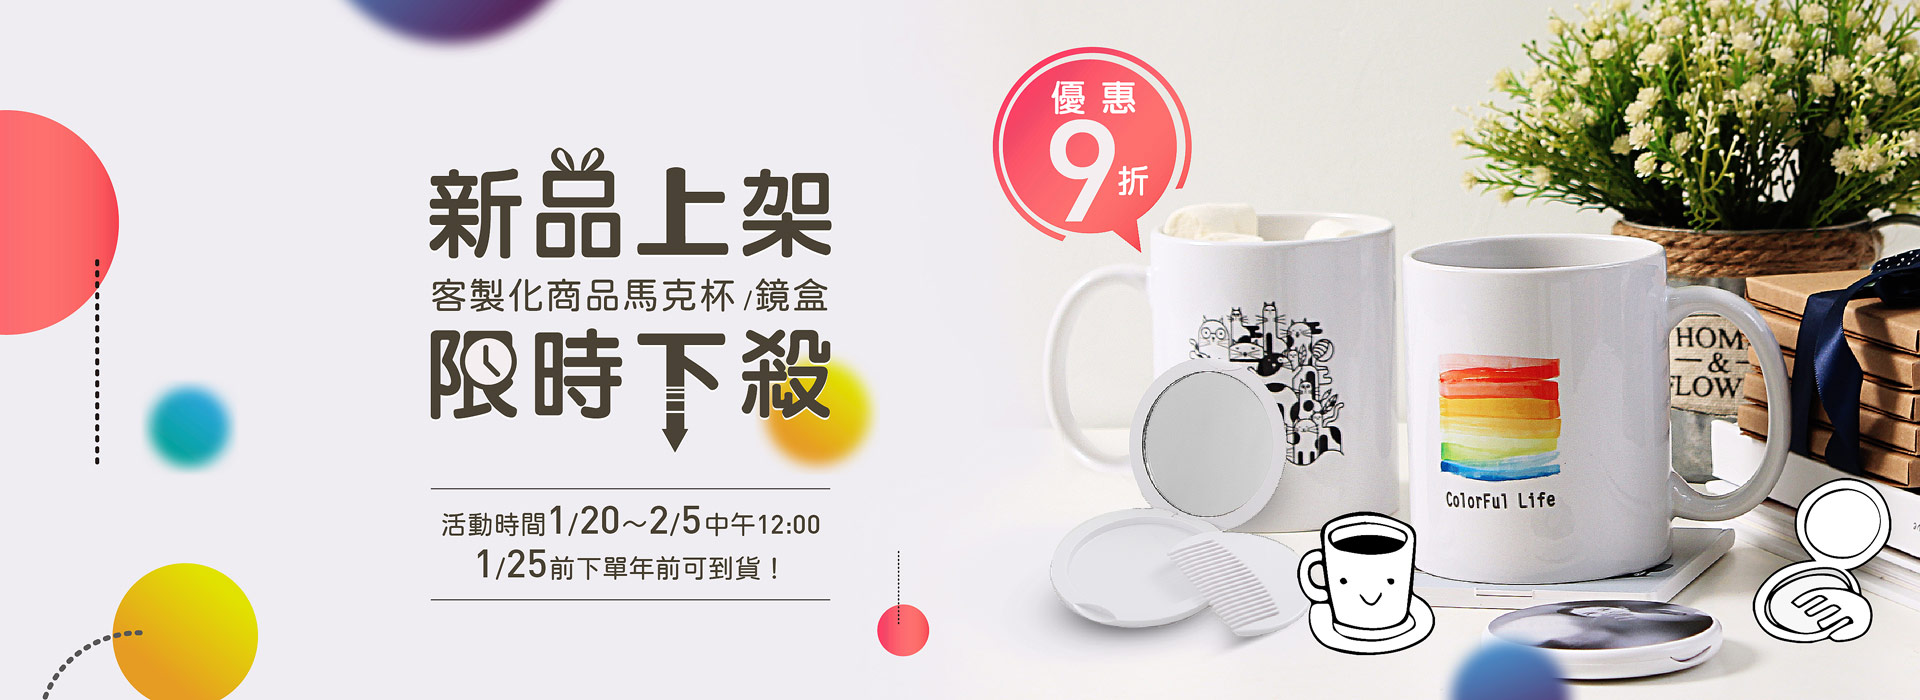 新品上架
客製化商品馬克杯/鏡盒
限時下殺
活動時間1/20～2/5中午12:00
1/25前下單年前可到貨！
優惠
9折
ColorFul Life
HOM
&
FLOW